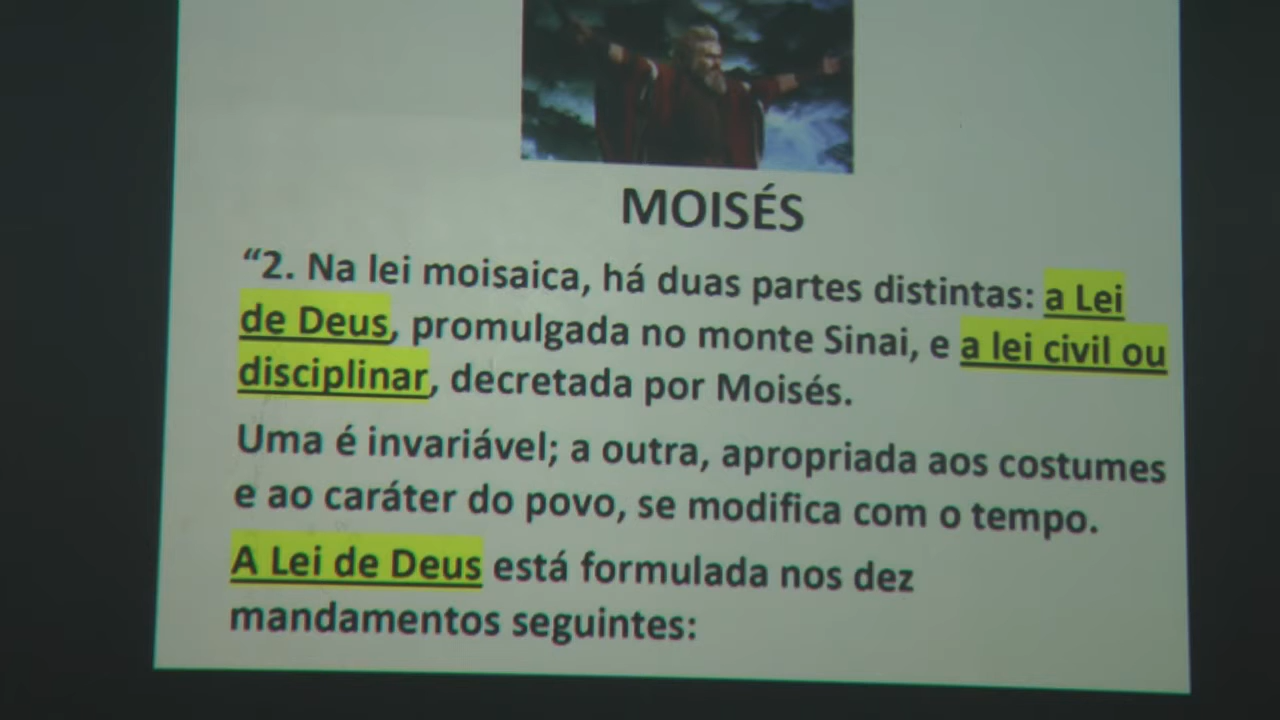 MOISÉS
“2. Na lei moisaica, há duas partes distintas: a Lei
de Deus, promulgada no monte Sinai, e a lei civil ou
disciplinar, decretada por Moisés.
Uma é invariável; a outra, apropriada aos costumes
e ao caráter do povo, se modifica com o tempo.
A Lei de Deus está formulada nos dez
mandamentos seguintes: